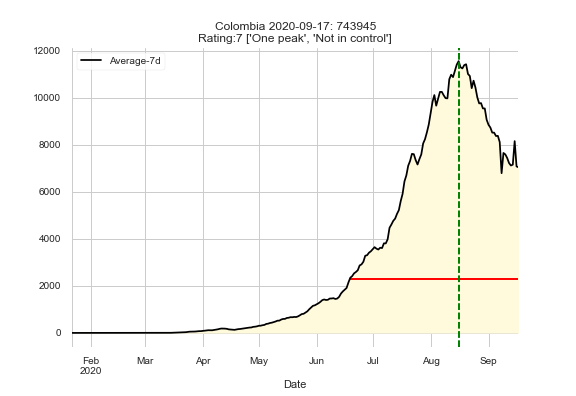 Colombia 2020-09-17: 743945
Rating:7 ['One peak', 'Not in control']
12000
Average-7d
10000
8000
6000
4000
2000
0
Feb Mar Apr May Jun Jul Aug Sep
2020
Date